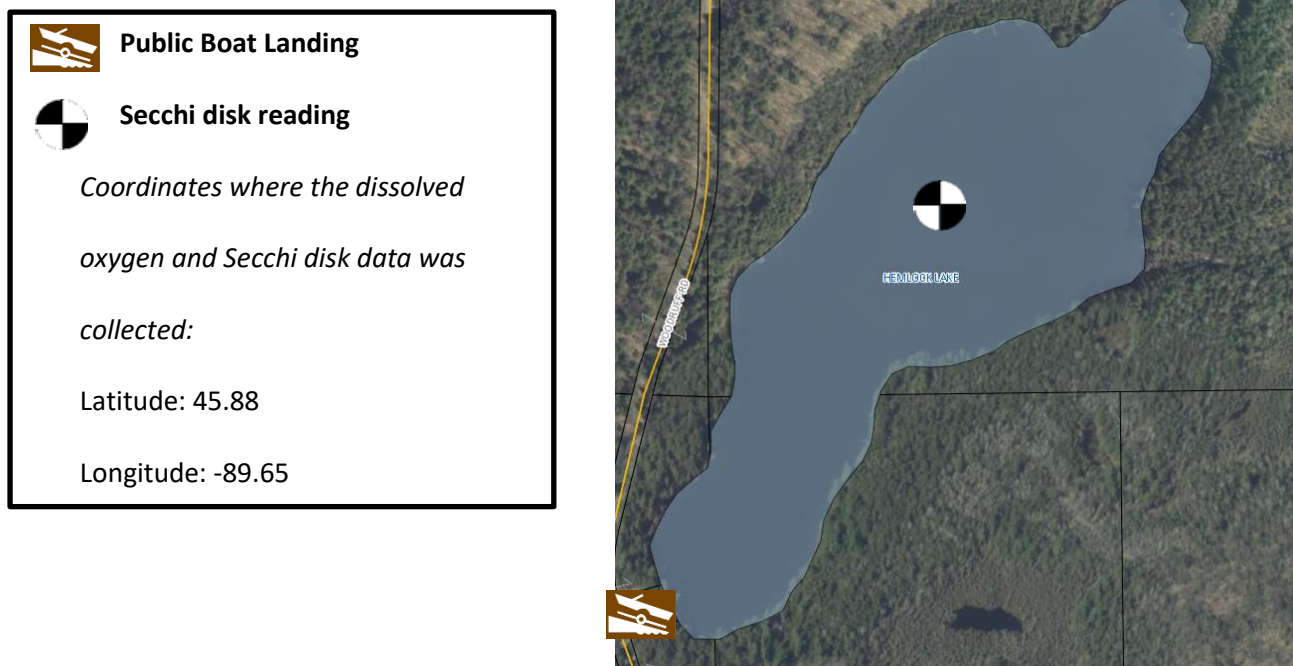 Public Boat Landing
Secchi disk reading
Coordinates where the dissolved
oxygen and Secchi disk data was
collected:
Latitude: 45.88
Longitude: -89.65
HEMLOCK LAKE
WOODRUFF RD